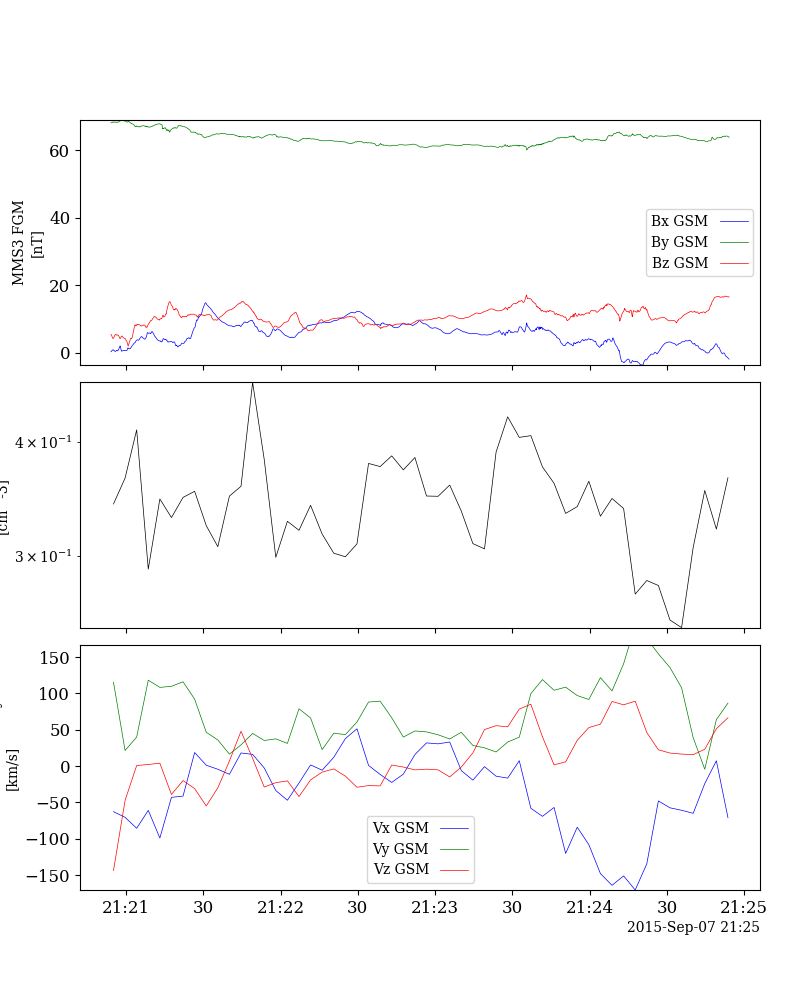 60
40
20
0
MMS3 FGM
[nT]
Bx GSM
By GSM
Bz GSM
4 × 10⁻¹
3 × 10⁻¹
150
100
50
0
−50
−100
−150
[km/s]
Vx GSM
Vy GSM
Vz GSM
21:21 30 21:22 30 21:23 30 21:24 30 21:25
2015-Sep-07 21:25